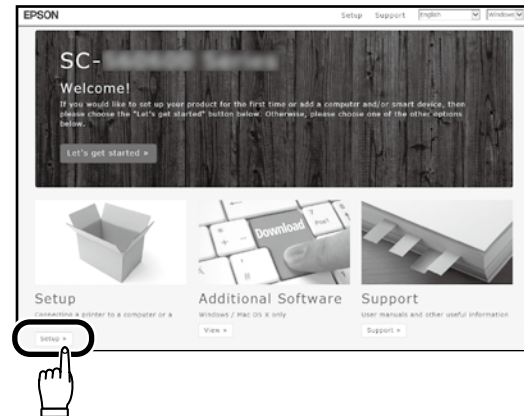 EPSON
Setup Support English Windows
SC-
Welcome!
If you would like to set up your product for the first time or add a computer and/or smart device, then
please choose the "Let's get started" button below. Otherwise, please choose one of the other options
below.
Let's get started »
Download
Setup
Additional Software
Support
Connecting a printer to a computer or a
Windows / Mac OS X only
User manuals and other useful information
Setup »
View »
Support »